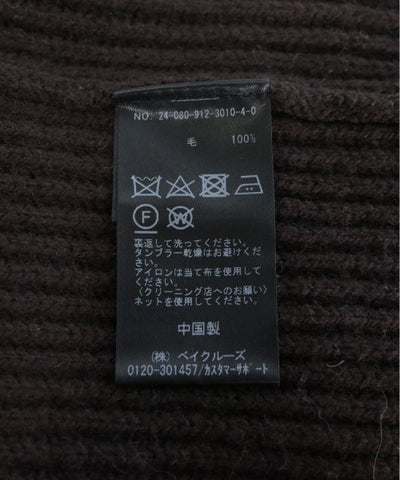 NO: 24-080-912-3010-4-0
毛 100%
F W
裏返して洗ってください。
タンブラー乾燥はお避けください。
アイロンは当て布を使用してください。
〈クリーニング店へのお願い〉
ネットを使用してください。
中国製
(株) ベイクルーズ
0120-301457/カスタマーサポート